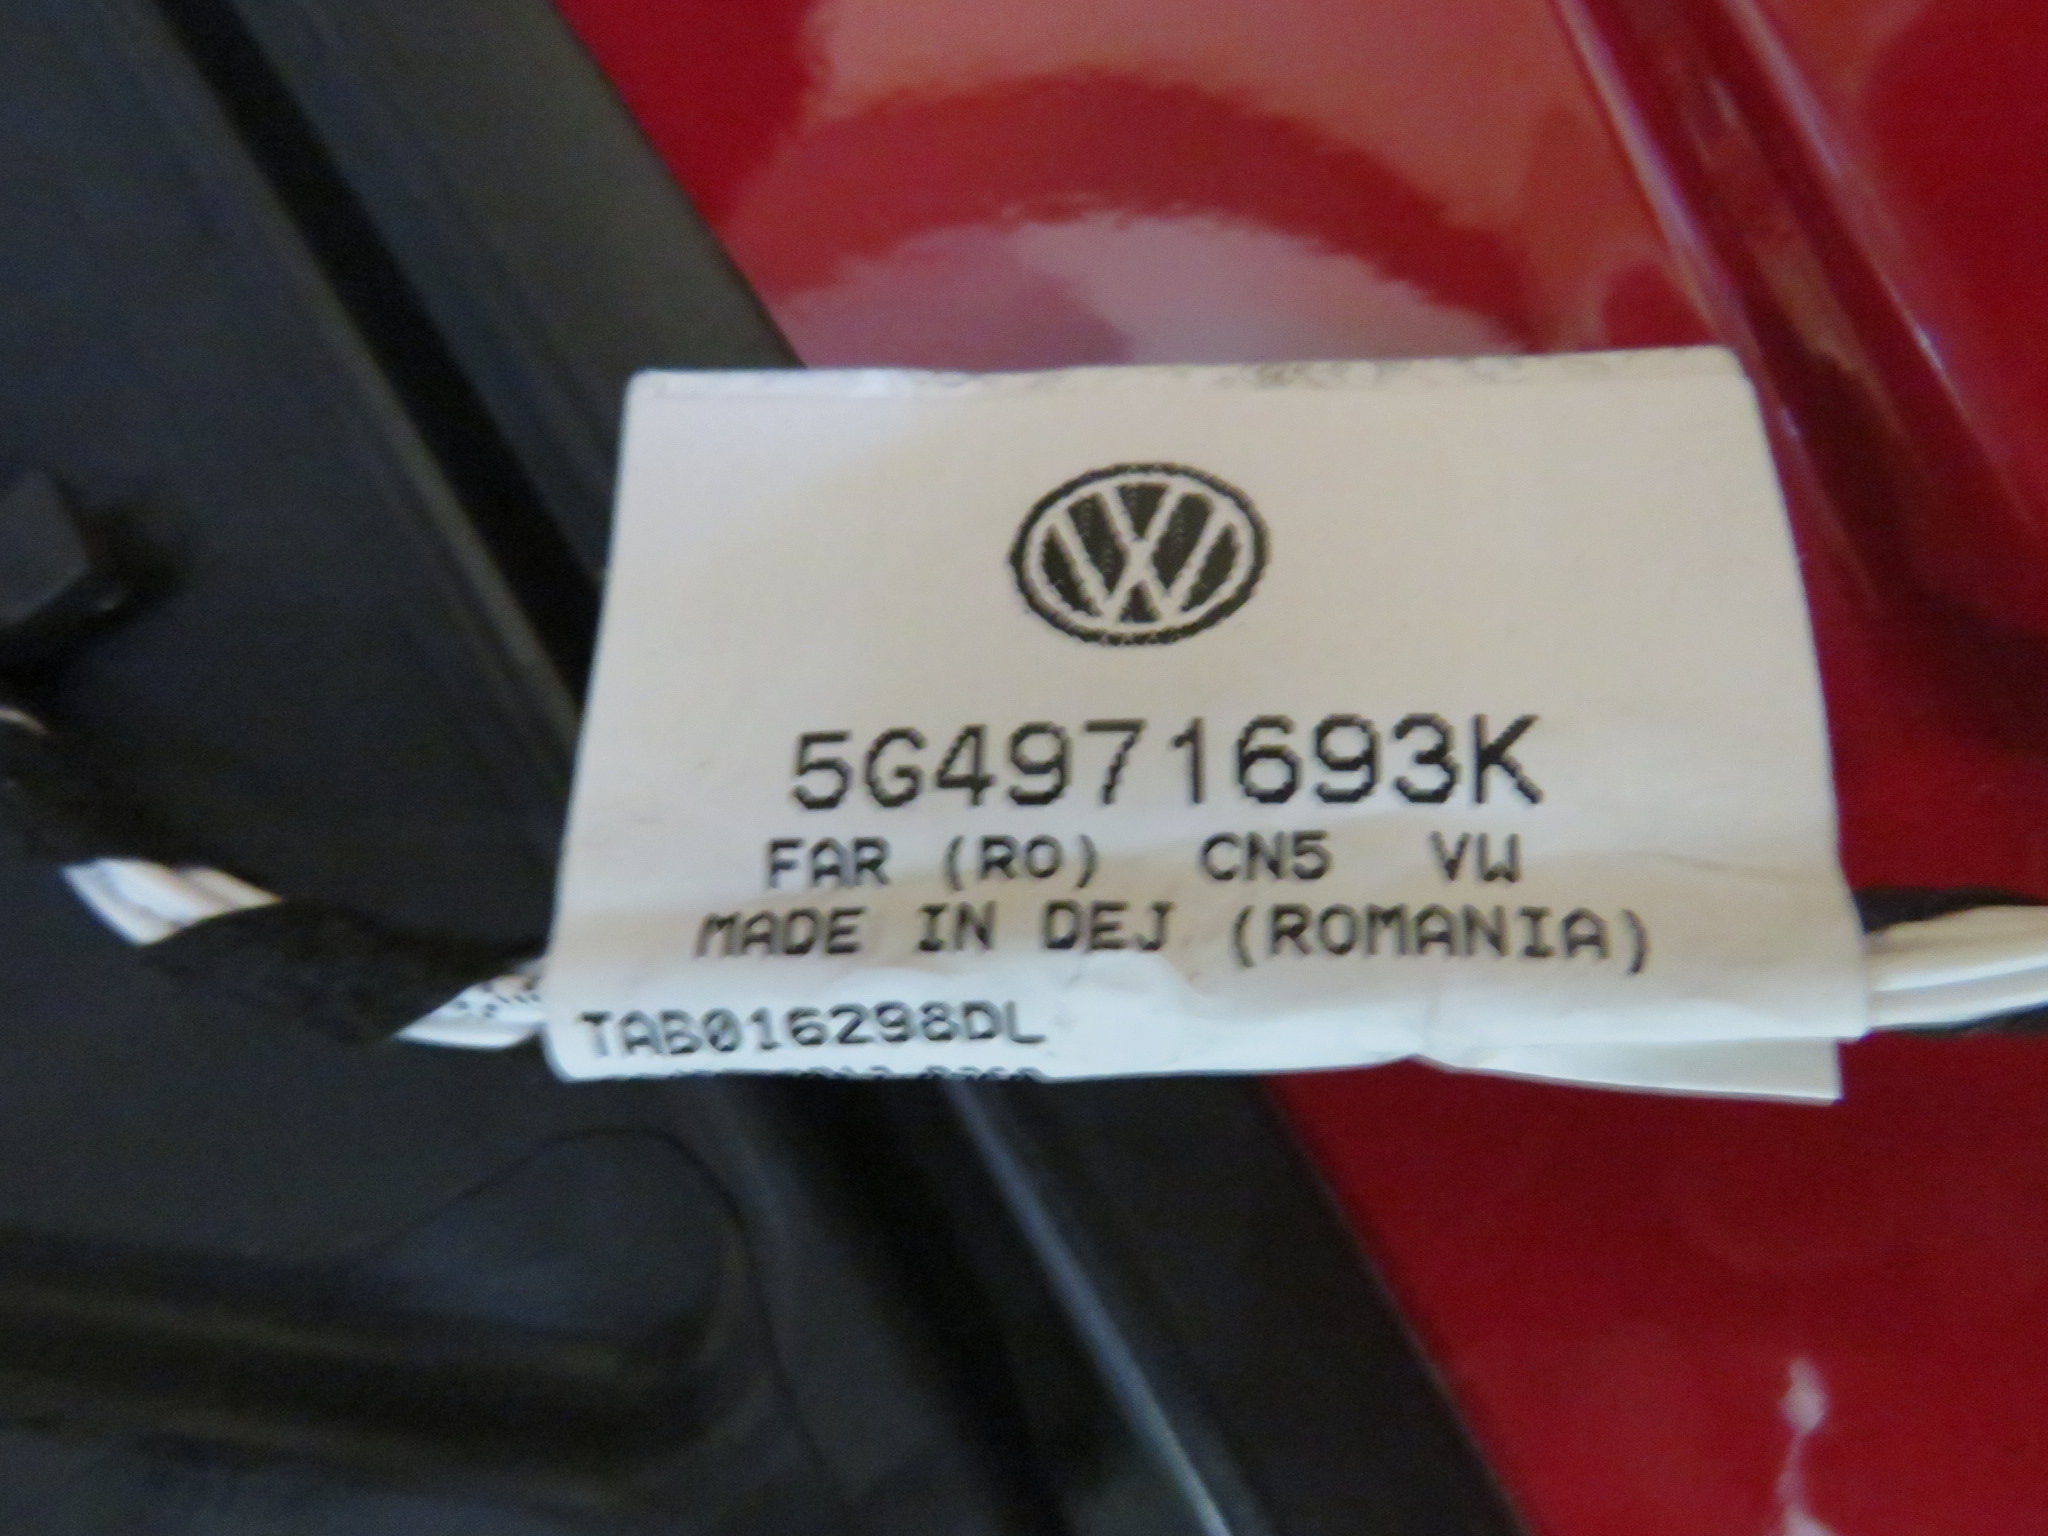 5G4971693K
FAR (RO) CN5 VW
MADE IN DEJ (ROMANIA)
TAB016298DL